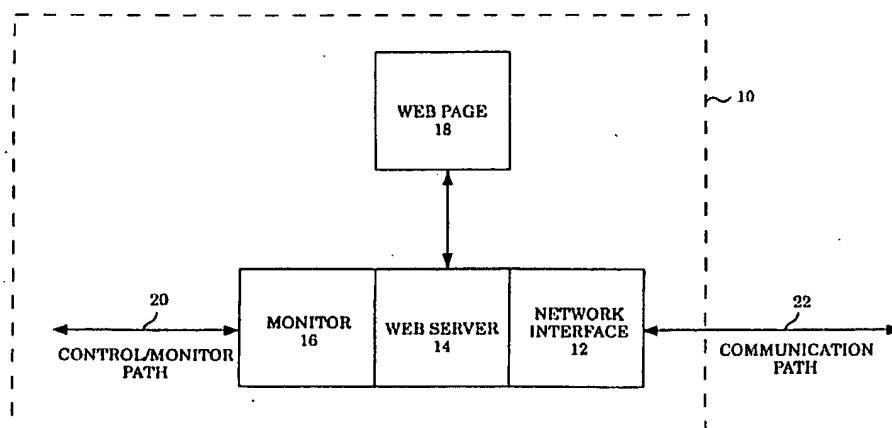 WEB PAGE
18
10
20
CONTROL/MONITOR
PATH
MONITOR
16
WEB SERVER
14
NETWORK
INTERFACE
12
22
COMMUNICATION
PATH